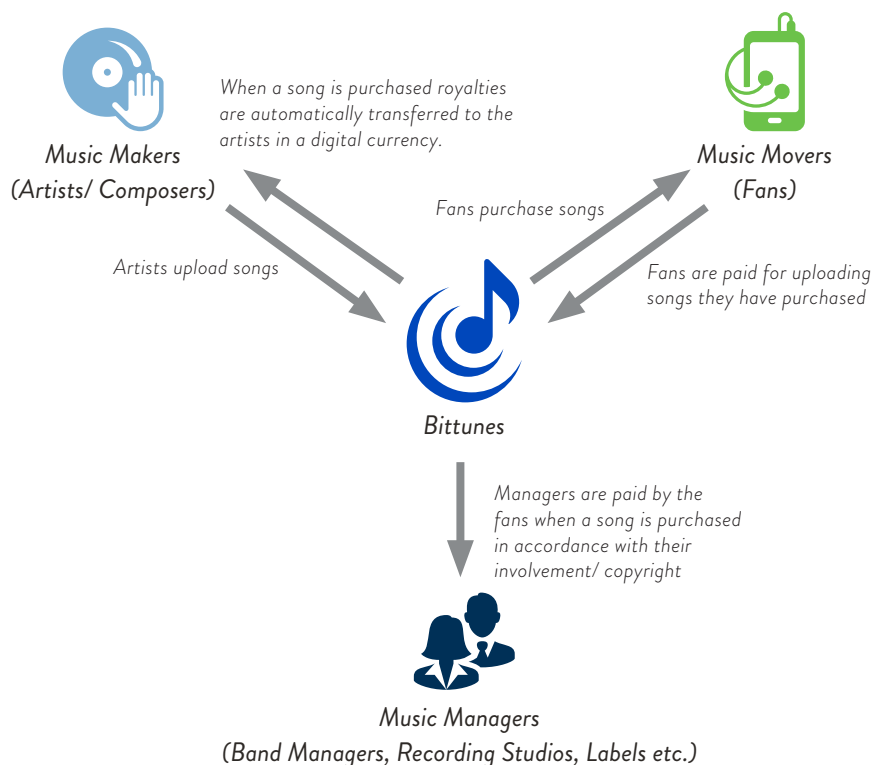 When a song is purchased royalties
are automatically transferred to the
artists in a digital currency.
Music Makers
(Artists/ Composers)
Music Movers
(Fans)
Fans purchase songs
Artists upload songs
Fans are paid for uploading
songs they have purchased
Bittunes
Managers are paid by the
fans when a song is purchased
in accordance with their
involvement/ copyright
Music Managers
(Band Managers, Recording Studios, Labels etc.)